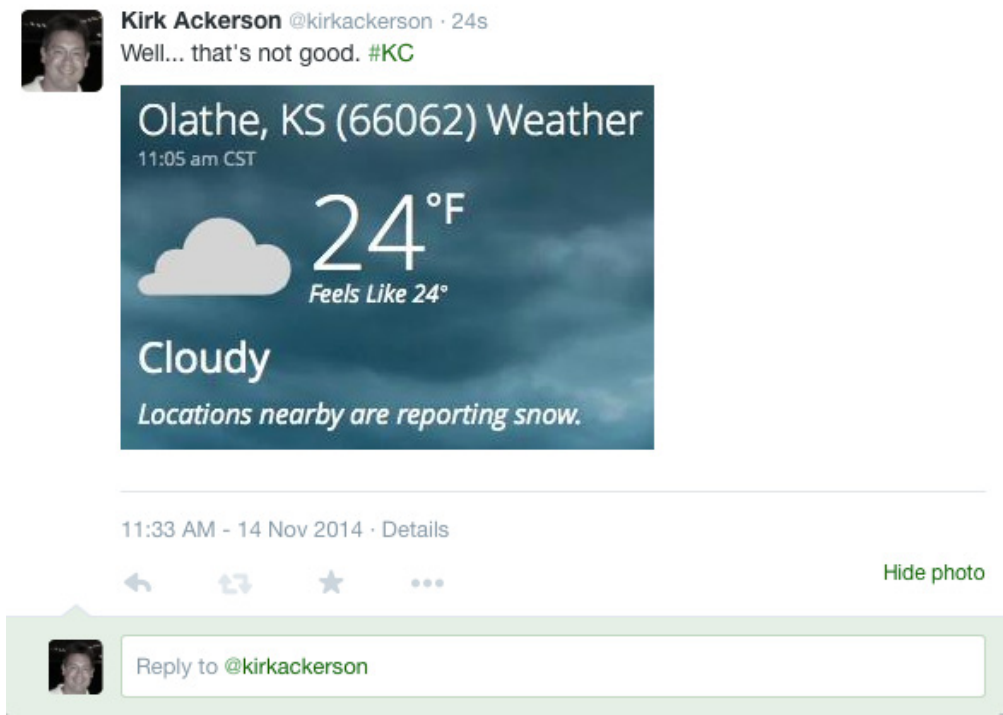 Kirk Ackerson @kirkackerson · 24s
Well... that's not good. #KC
Olathe, KS (66062) Weather
11:05 am CST
24°F
Feels Like 24°
Cloudy
Locations nearby are reporting snow.
11:33 AM - 14 Nov 2014 · Details
Hide photo
Reply to @kirkackerson